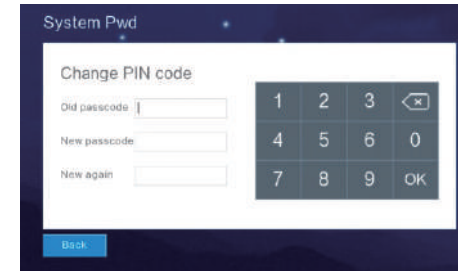 System Pwd
Change PIN code
Old passcode
New passcode
New again
1 2 3
4 5 6 0
7 8 9 OK
Back